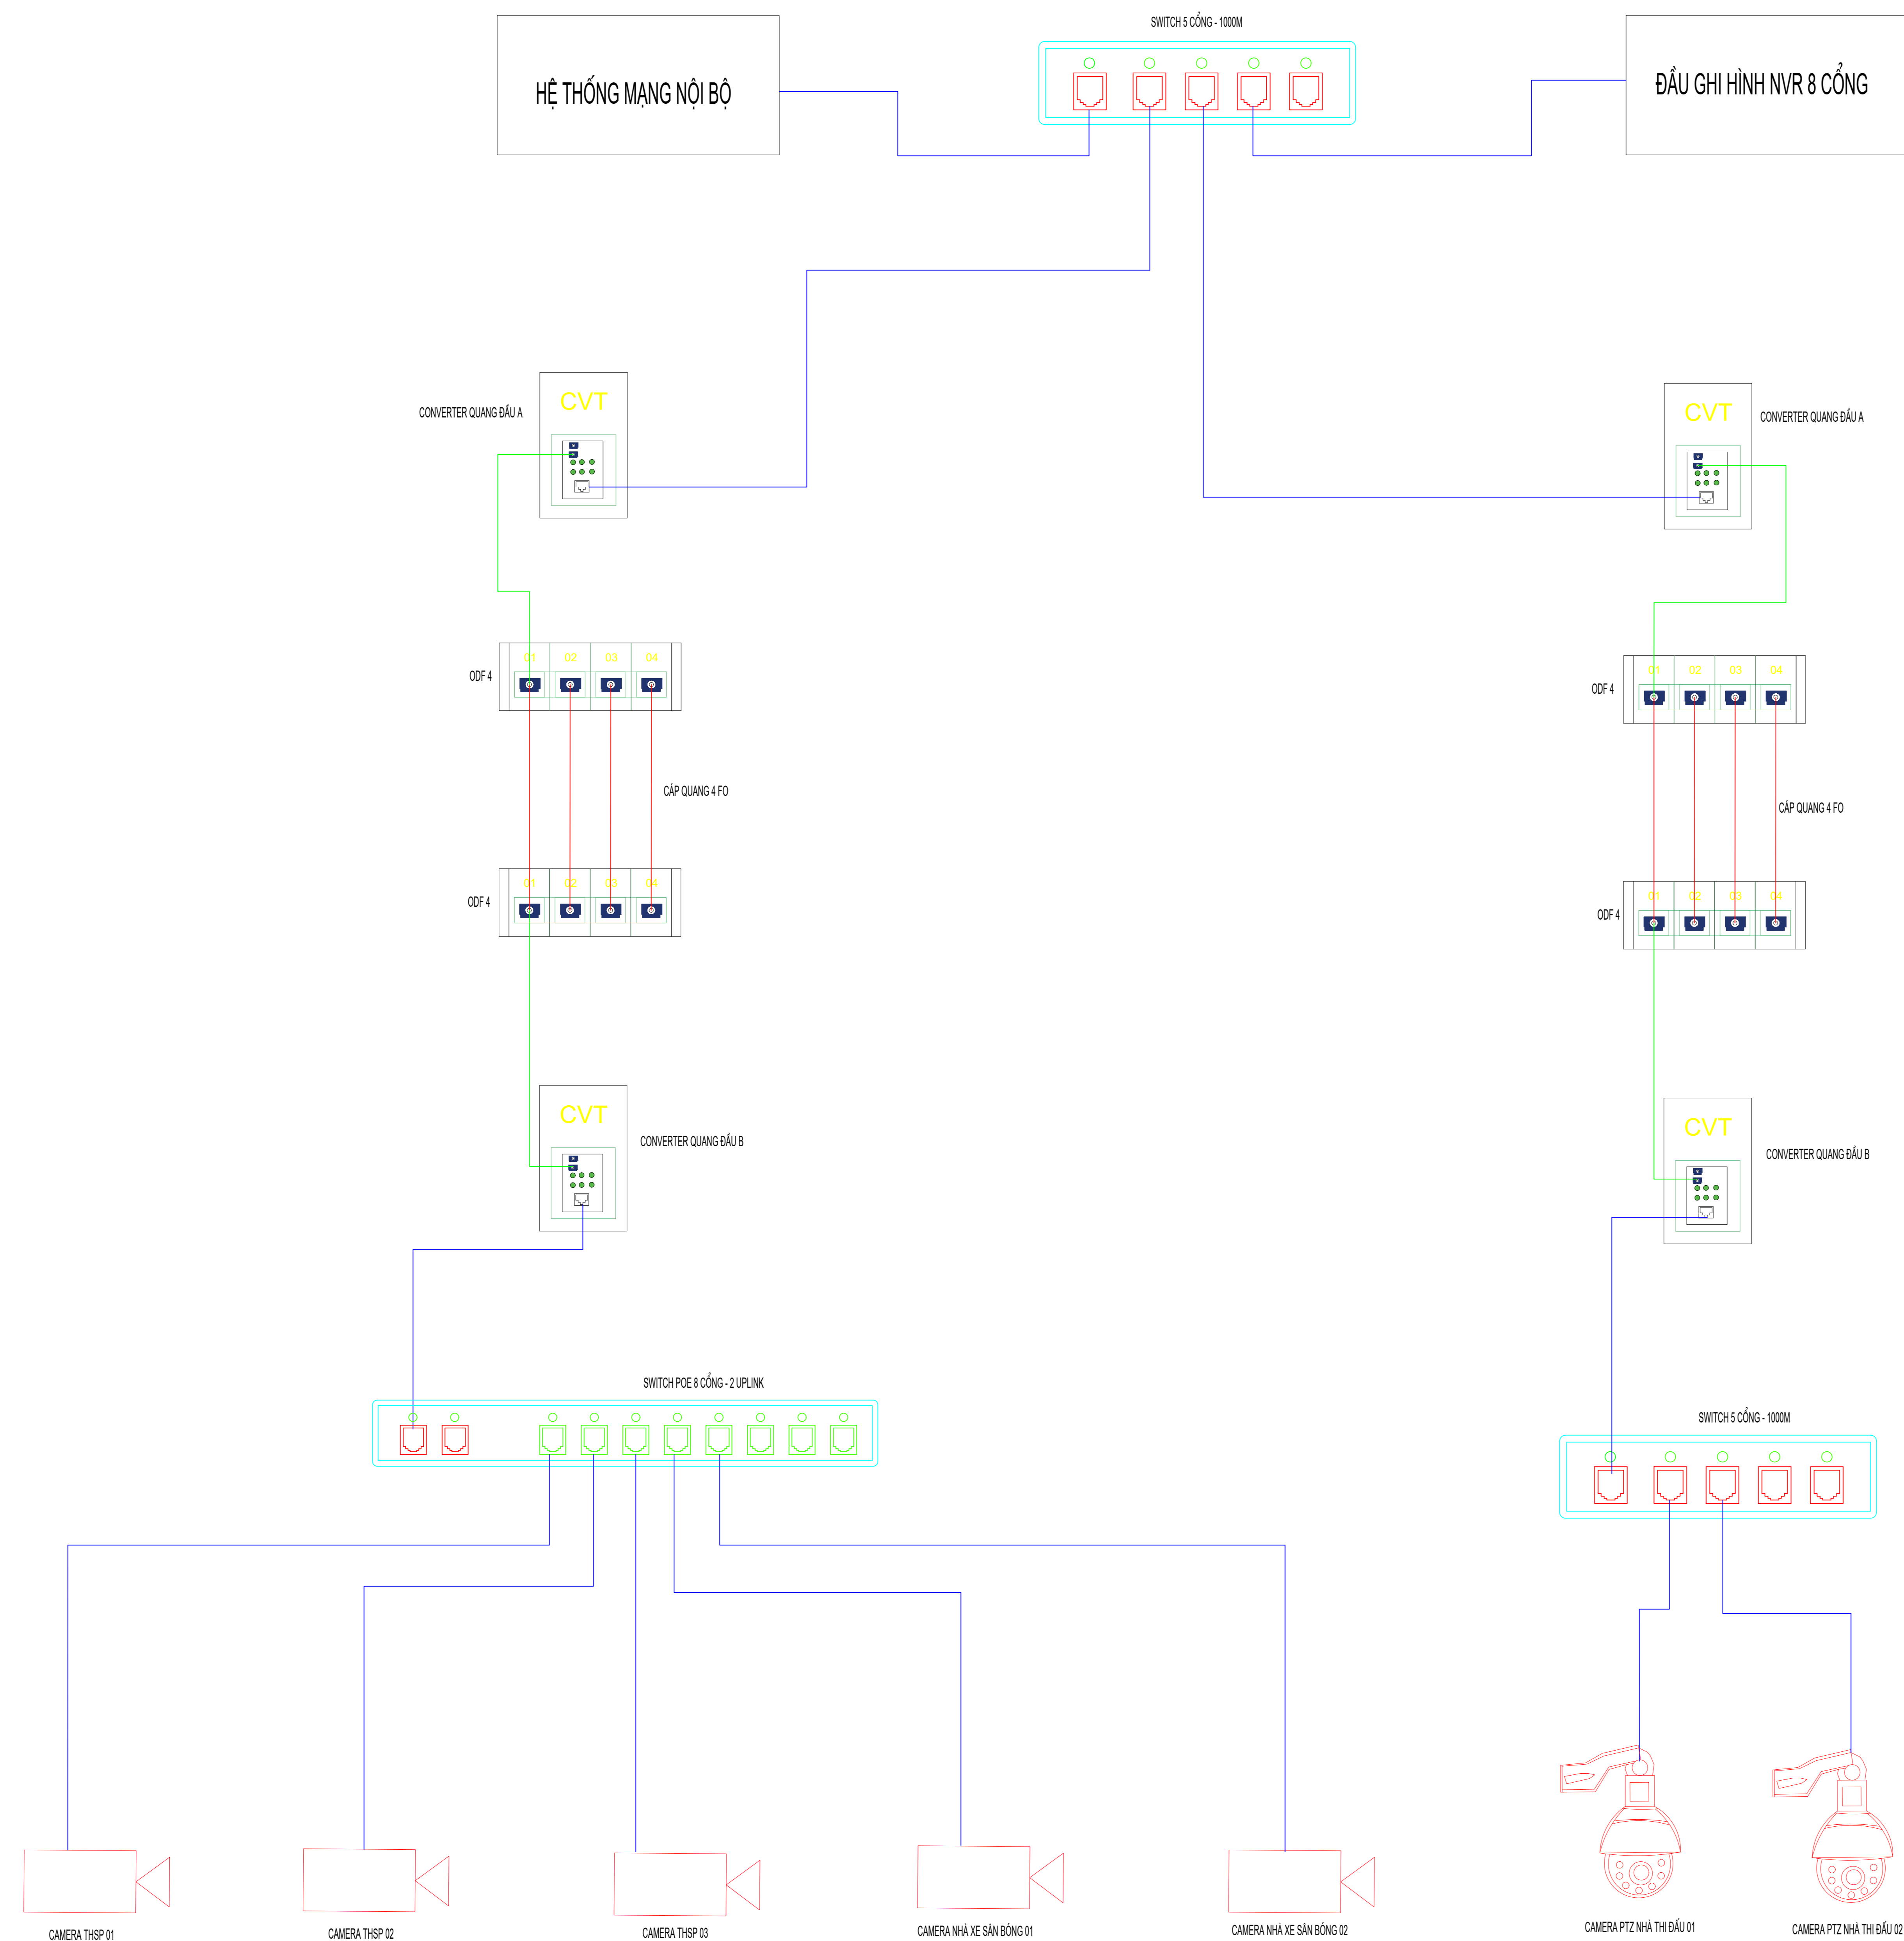 SWITCH 5 CỔNG - 1000M
HỆ THỐNG MẠNG NỘI BỘ
ĐẦU GHI HÌNH NVR 8 CỔNG
CONVERTER QUANG ĐẦU A
CVT
CVT
CONVERTER QUANG ĐẦU A
ODF 4
01 02 03 04
ODF 4
01 02 03 04
CÁP QUANG 4 FO
CÁP QUANG 4 FO
ODF 4
01 02 03 04
ODF 4
01 02 03 04
CVT
CONVERTER QUANG ĐẦU B
CVT
CONVERTER QUANG ĐẦU B
SWITCH POE 8 CỔNG - 2 UPLINK
SWITCH 5 CỔNG - 1000M
CAMERA THSP 01
CAMERA THSP 02
CAMERA THSP 03
CAMERA NHÀ XE SÂN BÓNG 01
CAMERA NHÀ XE SÂN BÓNG 02
CAMERA PTZ NHÀ THI ĐẤU 01
CAMERA PTZ NHÀ THI ĐẤU 02